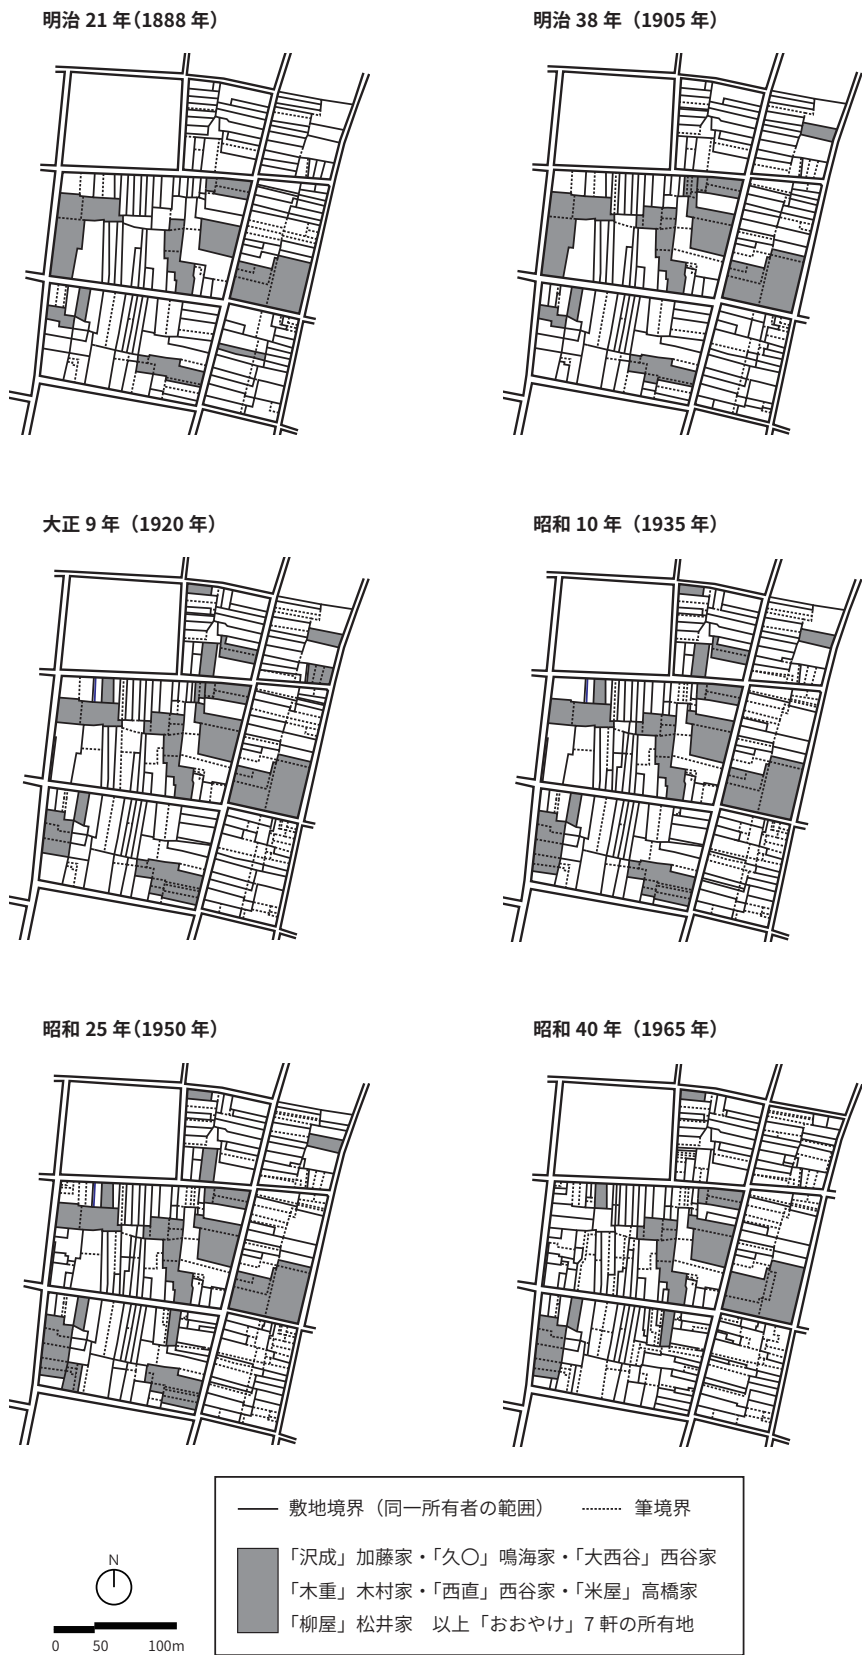 明治 21 年(1888 年)
明治 38 年（1905 年）
大正 9 年（1920 年）
昭和 10 年（1935 年）
昭和 25 年(1950 年)
昭和 40 年（1965 年）
敷地境界（同一所有者の範囲）
筆境界
「沢成」加藤家・「久〇」鳴海家・「大西谷」西谷家
「木重」木村家・「西直」西谷家・「米屋」高橋家
「柳屋」松井家　以上「おおやけ」7 軒の所有地
N
0 50 100m